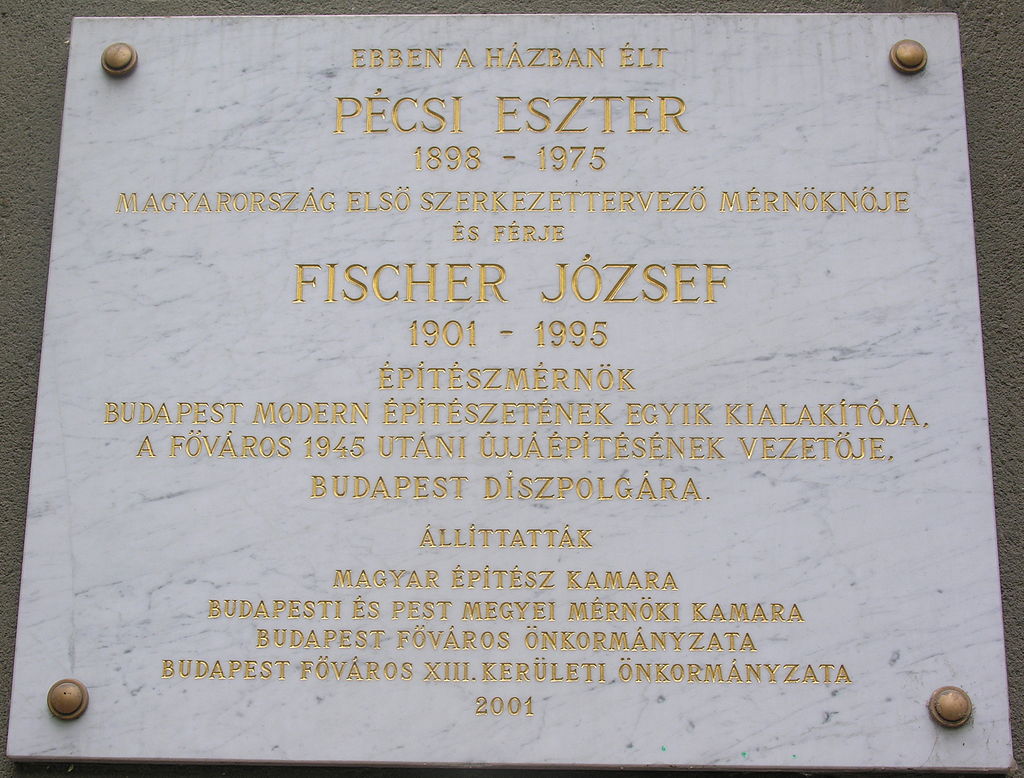 EBBEN A HÁZBAN ÉLT
PÉCSI ESZTER
1898 - 1975
MAGYARORSZÁG ELSŐ SZERKEZETTERVEZŐ MÉRNÖKNŐJE
ÉS FÉRJE
FISCHER JÓZSEF
1901 - 1995
ÉPÍTÉSZMÉRNÖK
BUDAPEST MODERN ÉPÍTÉSZETÉNEK EGYIK KIALAKÍTÓJA,
A FŐVÁROS 1945 UTÁNI ÚJJÁÉPÍTÉSÉNEK VEZETŐJE,
BUDAPEST DÍSZPOLGÁRA.
ÁLLÍTTATTÁK
MAGYAR ÉPÍTÉSZ KAMARA
BUDAPESTI ÉS PEST MEGYEI MÉRNÖKI KAMARA
BUDAPEST FŐVÁROS ÖNKORMÁNYZATA
BUDAPEST FŐVÁROS XIII. KERÜLETI ÖNKORMÁNYZATA
2001